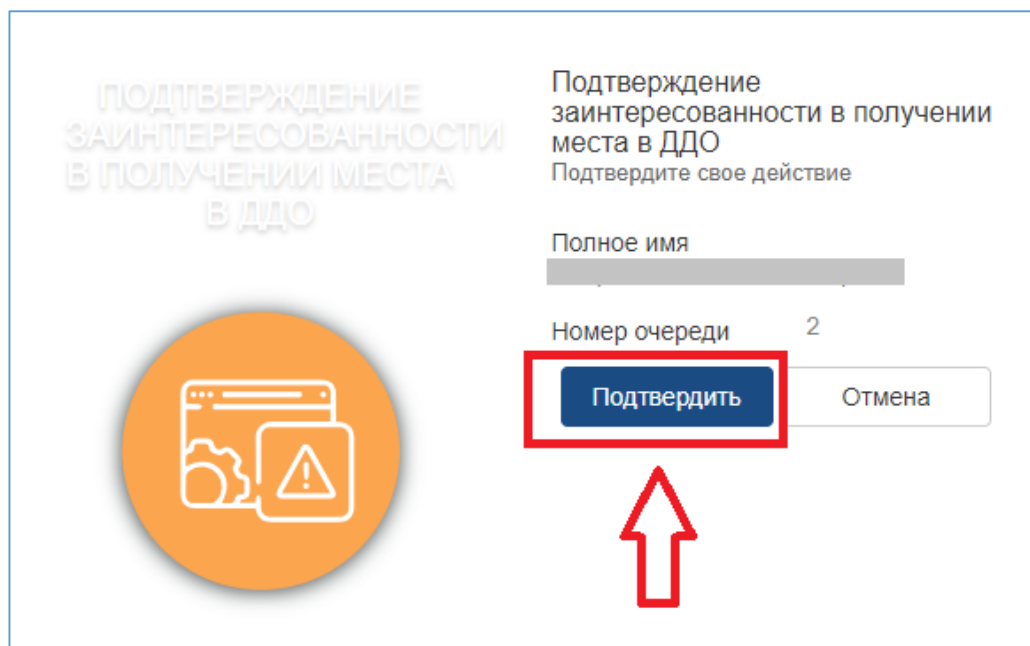 ПОДТВЕРЖДЕНИЕ
ЗАИНТЕРЕСОВАННОСТИ
В ПОЛУЧЕНИИ МЕСТА
В ДДО
Подтверждение
заинтересованности в получении
места в ДДО
Подтвердите свое действие
Полное имя
Номер очереди 2
Подтвердить Отмена